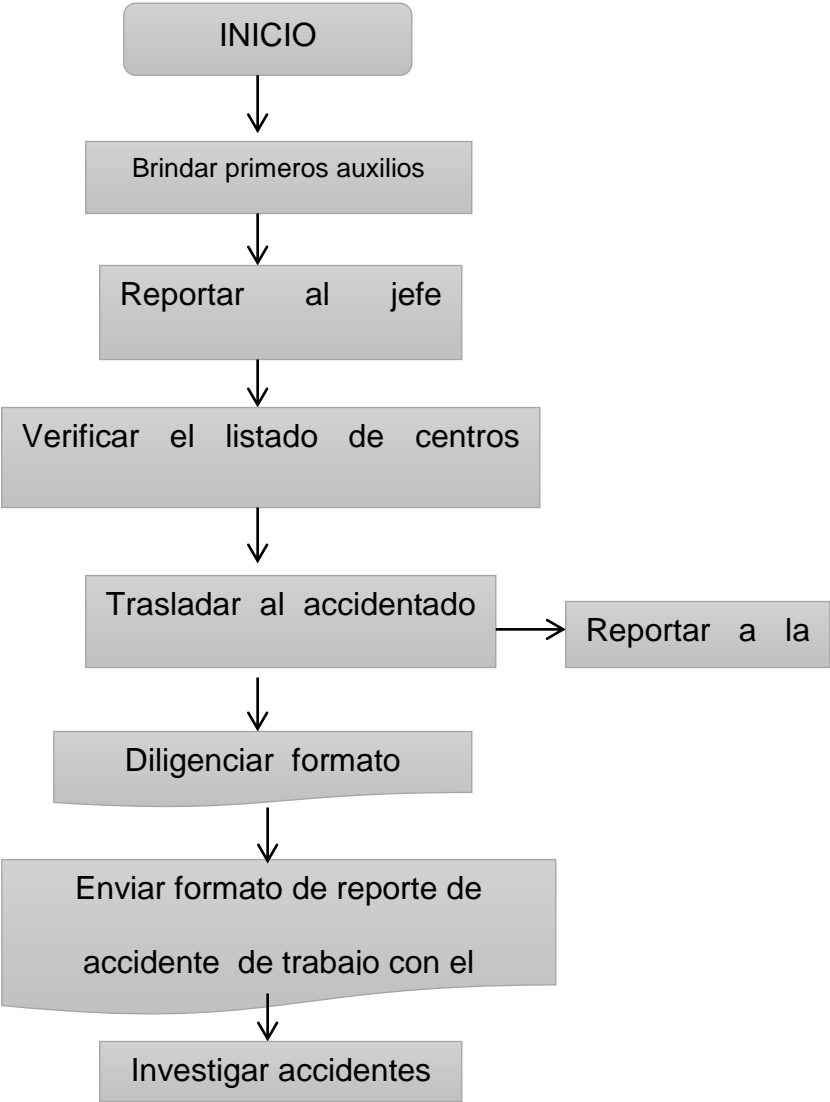 INICIO
Brindar primeros auxilios
Reportar al jefe
Verificar el listado de centros
Trasladar al accidentado
Reportar a la
Diligenciar formato
Enviar formato de reporte de
accidente de trabajo con el
Investigar accidentes